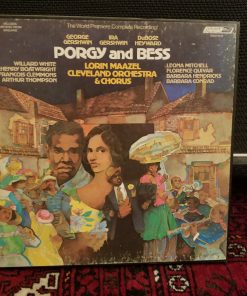 The World Premiere Complete Recording!
GEORGE GERSHWIN
IRA GERSHWIN
DuBOSE HEYWARD
PORGY and BESS
WILLARD WHITE
HENRY BOATWRIGHT
FRANÇOIS CLEMMONS
ARTHUR THOMPSON
LORIN MAAZEL
CLEVELAND ORCHESTRA
& CHORUS
LEONA MITCHELL
FLORENCE QUIVAR
BARBARA HENDRICKS
BARBARA CONRAD